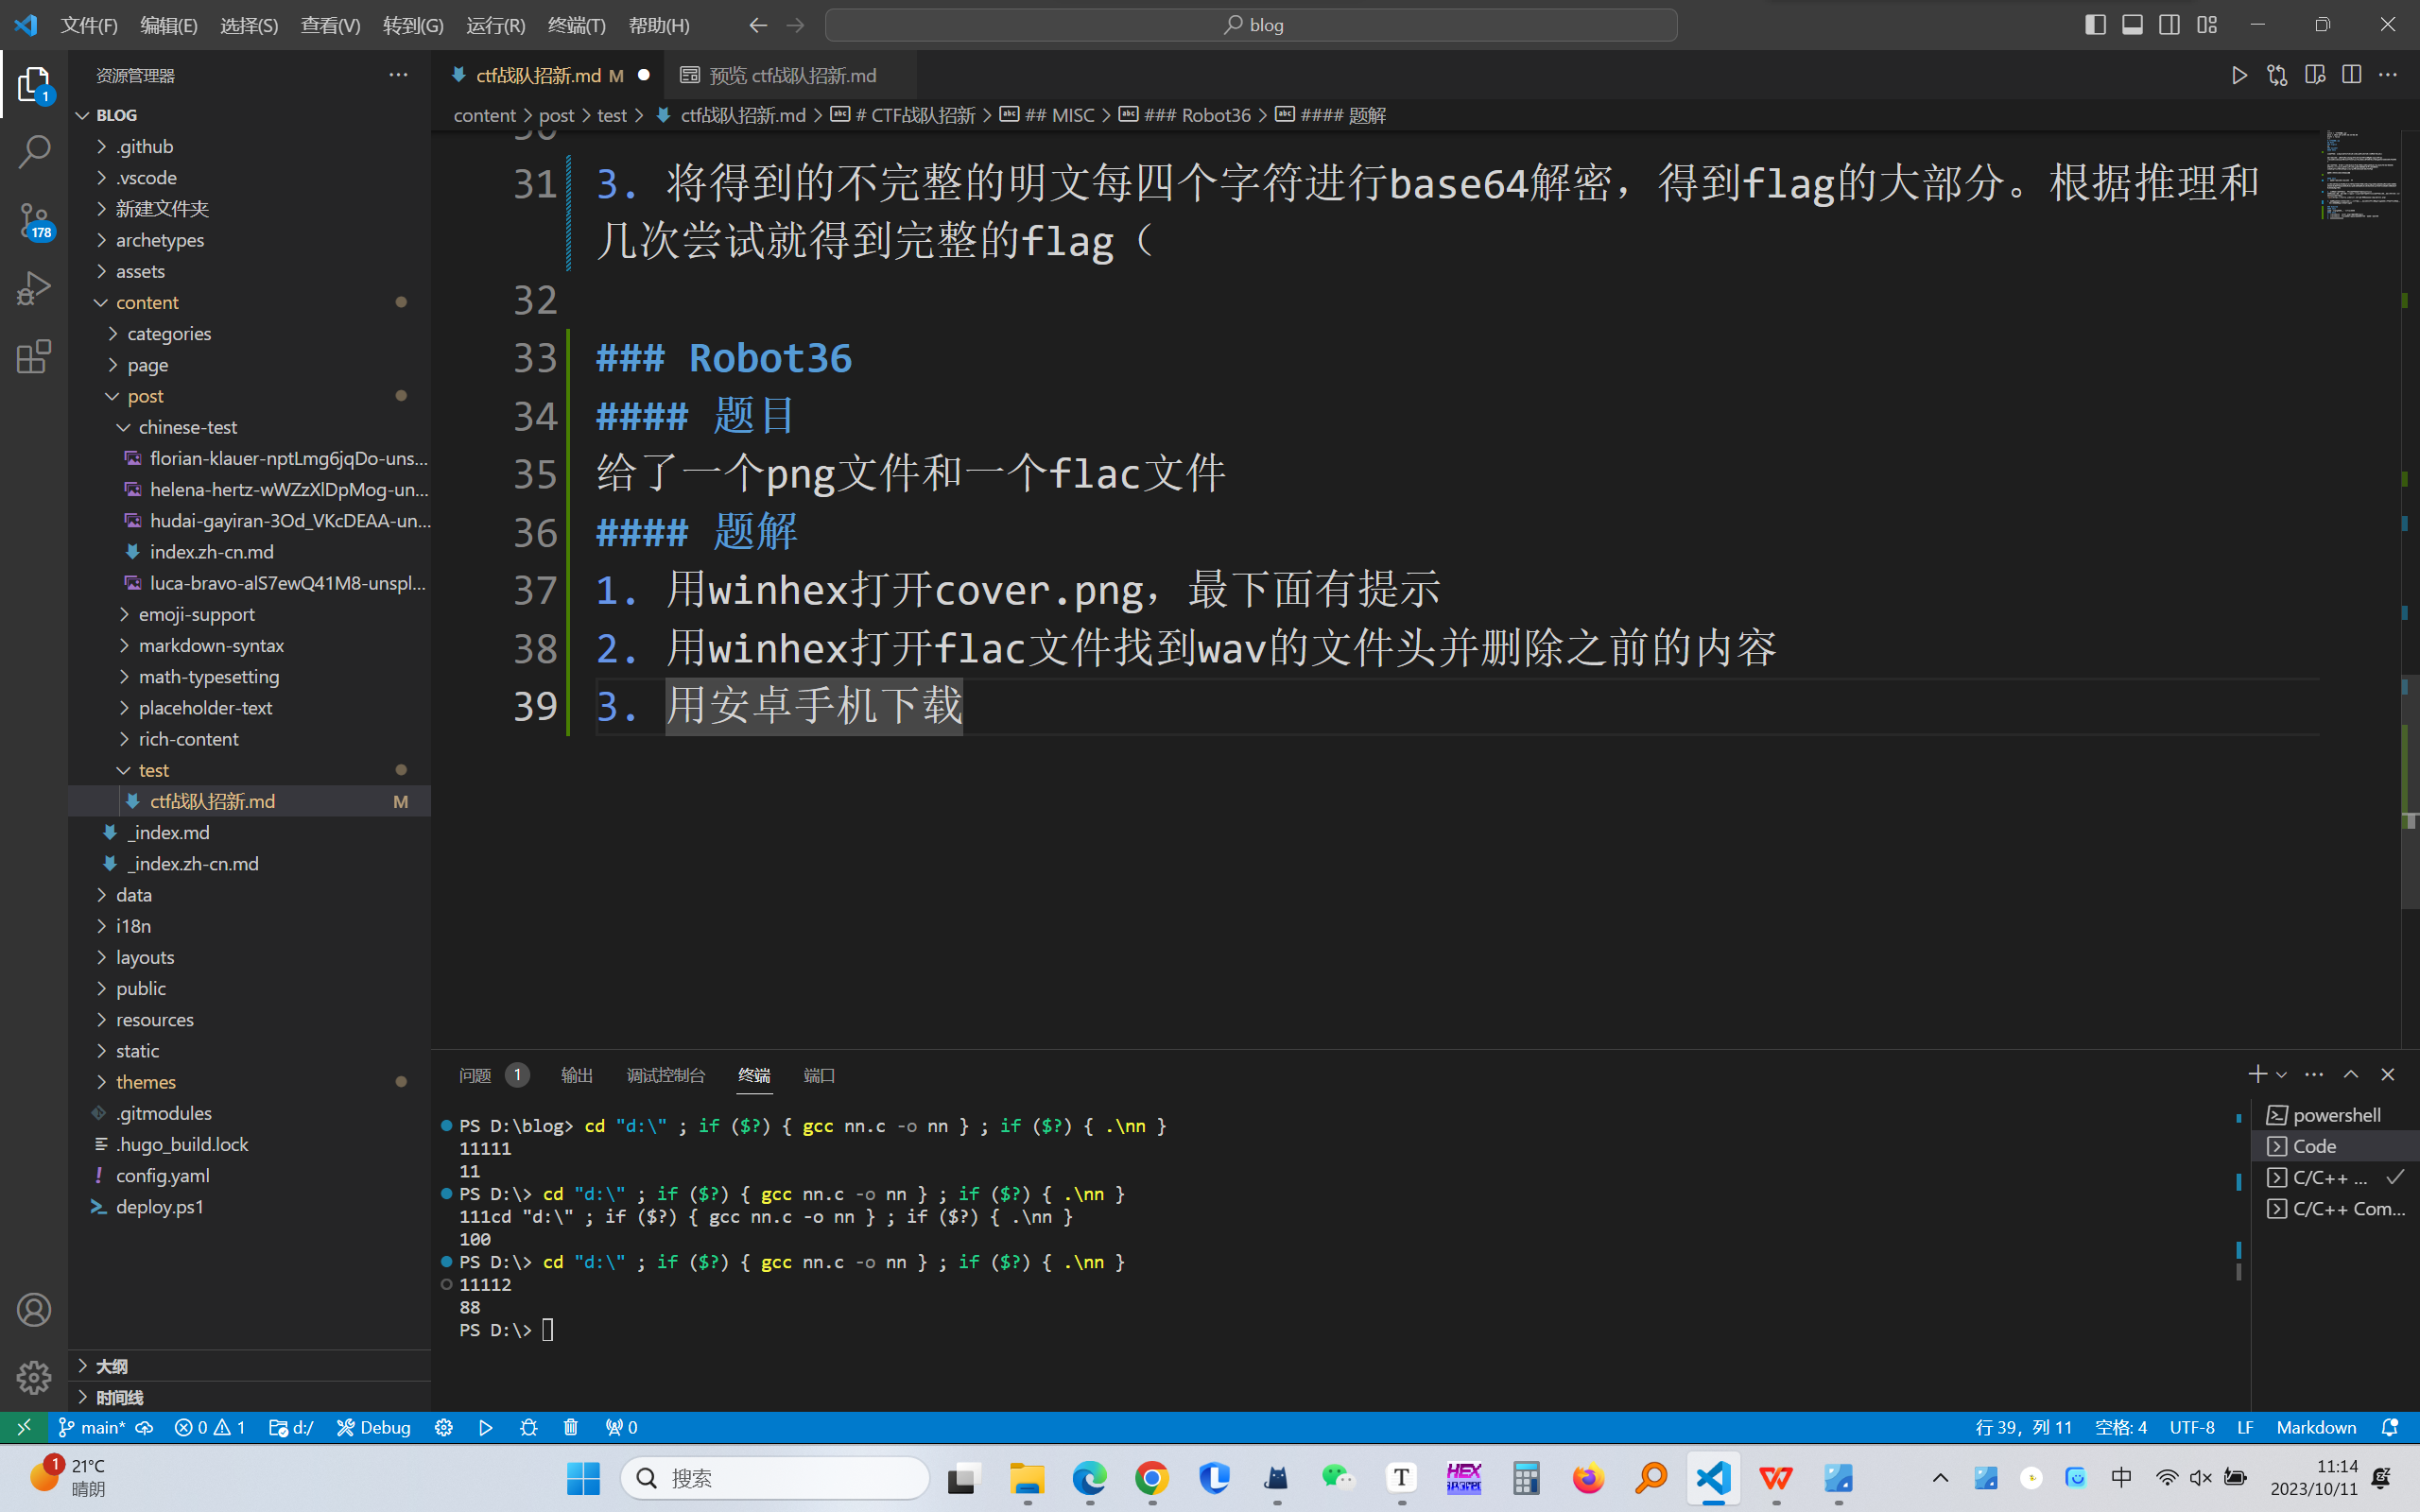 文件(F) 编辑(E) 选择(S) 查看(V) 转到(G) 运行(R) 终端(T) 帮助(H) blog
资源管理器
ctf战队招新.md M 预览 ctf战队招新.md
content > post > test > ctf战队招新.md > # CTF战队招新 > ## MISC > ### Robot36 > #### 题解
1
178
BLOG
.github
.vscode
新建文件夹
archetypes
assets
content
categories
page
post
chinese-test
florian-klauer-nptLmg6jqDo-uns...
helena-hertz-wWZzXlDpMog-un...
hudai-gayiran-3Od_VKcDEAA-un...
index.zh-cn.md
luca-bravo-alS7ewQ41M8-unspl...
emoji-support
markdown-syntax
math-typesetting
placeholder-text
rich-content
test
ctf战队招新.md M
_index.md
_index.zh-cn.md
data
i18n
layouts
public
resources
static
themes
.gitmodules
.hugo_build.lock
config.yaml
deploy.ps1
大纲
时间线
31 3. 将得到的不完整的明文每四个字符进行base64解密，得到flag的大部分。根据推理和
几次尝试就得到完整的flag（
32
33 ### Robot36
34 #### 题目
35 给了一个png文件和一个flac文件
36 #### 题解
37 1. 用winhex打开cover.png，最下面有提示
38 2. 用winhex打开flac文件找到wav的文件头并删除之前的内容
39 3. 用安卓手机下载
问题 1 输出 调试控制台 终端 端口
PS D:\blog> cd "d:\" ; if ($?) { gcc nn.c -o nn } ; if ($?) { .\nn }
11111
11
PS D:\> cd "d:\" ; if ($?) { gcc nn.c -o nn } ; if ($?) { .\nn }
111cd "d:\" ; if ($?) { gcc nn.c -o nn } ; if ($?) { .\nn }
100
PS D:\> cd "d:\" ; if ($?) { gcc nn.c -o nn } ; if ($?) { .\nn }
11112
88
PS D:\>
powershell
Code
C/C++ ...
C/C++ Com...
main* 0 1 d:/ Debug 0 行 39，列 11 空格: 4 UTF-8 LF Markdown
1 21°C
晴朗
搜索
中
11:14
2023/10/11